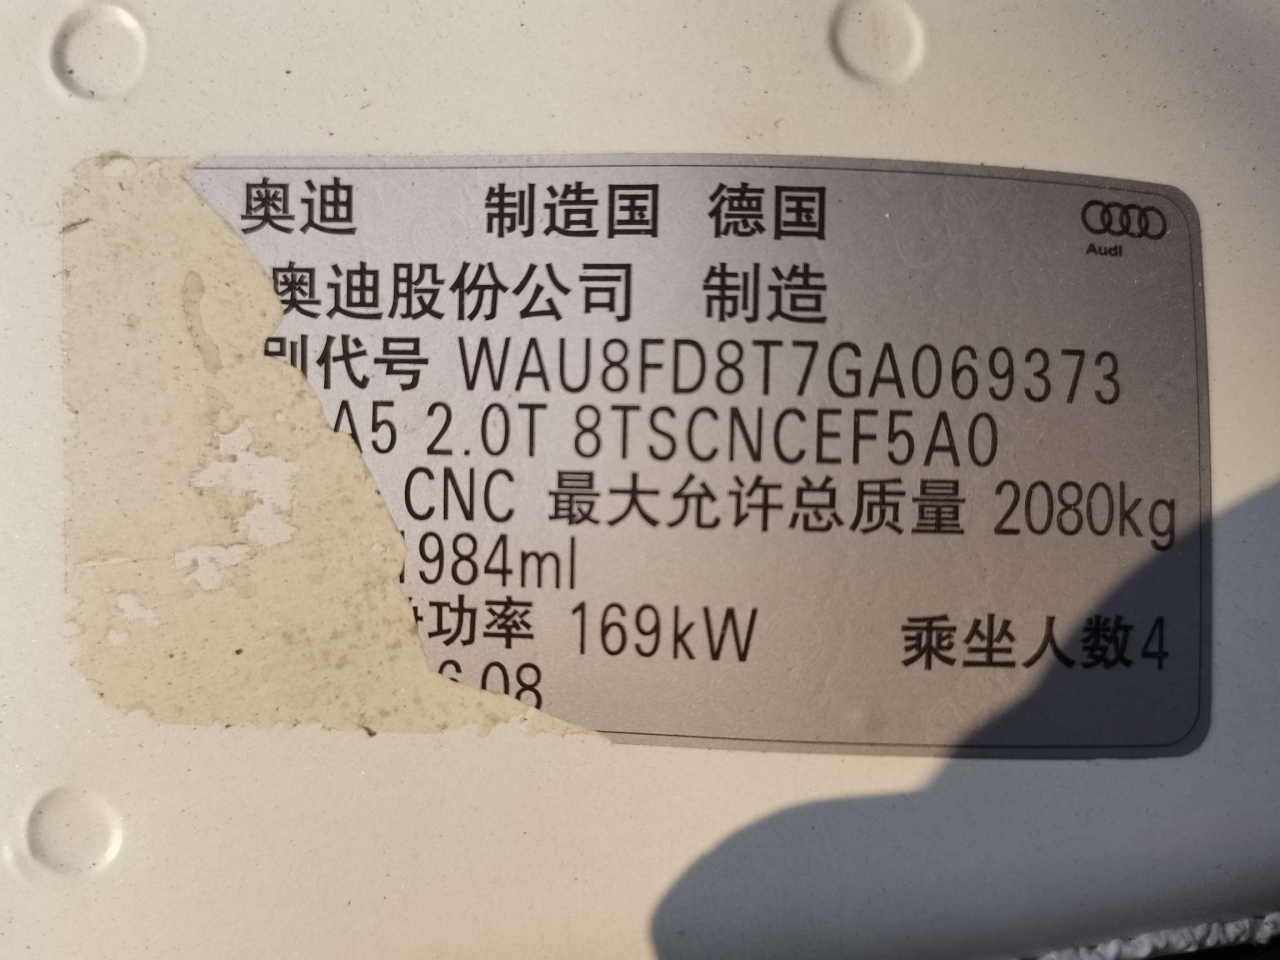 奥迪 制造国 德国
Audi
奥迪股份公司 制造
别代号 WAU8FD8T7GA069373
A5 2.0T 8TSCNCEF5A0
CNC 最大允许总质量 2080kg
1984ml
功率 169kW 乘坐人数4
6.08